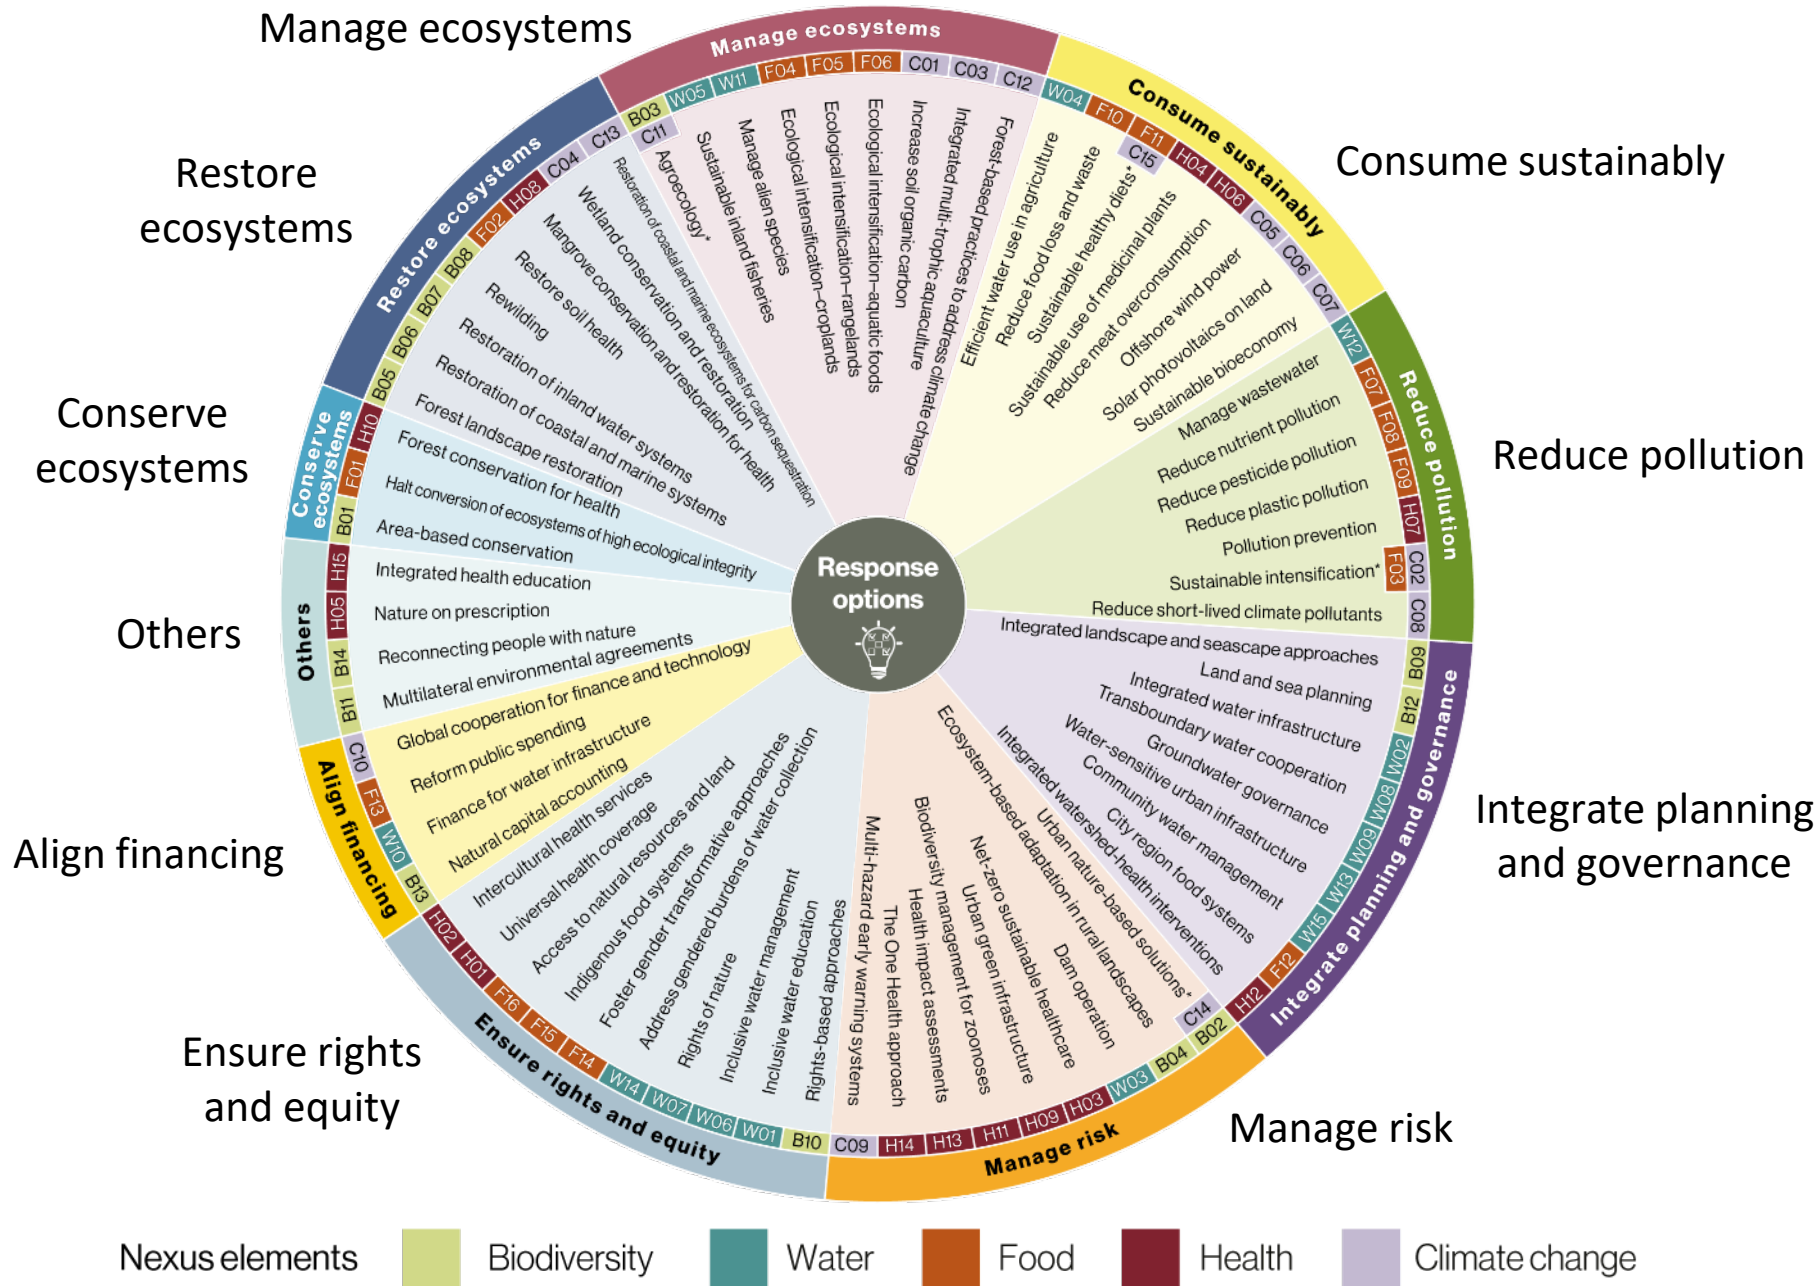 Manage ecosystems
Consume sustainably
Reduce pollution
Integrate planning
and governance
Manage risk
Ensure rights
and equity
Align financing
Others
Conserve
ecosystems
Restore
ecosystems
Response
options
Manage ecosystems
B03
C11
Agroecology*
W05
Sustainable inland fisheries
W11
Manage alien species
F04
Ecological intensification–croplands
F05
Ecological intensification–rangelands
F06
Ecological intensification–aquatic foods
C01
Increase soil organic carbon
C03
Integrated multi-trophic aquaculture
C12
Forest-based practices to address climate change
Consume sustainably
W04
Efficient water use in agriculture
F10
Reduce food loss and waste
F11
C15
Sustainable healthy diets*
H04
Sustainable use of medicinal plants
H06
Reduce meat overconsumption
C05
Offshore wind power
C06
Solar photovoltaics on land
C07
Sustainable bioeconomy
Reduce pollution
W12
Manage wastewater
F07
Reduce nutrient pollution
F08
Reduce pesticide pollution
F09
Reduce plastic pollution
H07
Pollution prevention
C02
F03
Sustainable intensification*
C08
Reduce short-lived climate pollutants
Integrate planning and governance
B09
Integrated landscape and seascape approaches
B12
Land and sea planning
W02
Integrated water infrastructure
W08
Transboundary water cooperation
W09
Groundwater governance
W13
Water-sensitive urban infrastructure
W15
Community water management
F12
City region food systems
H12
Integrated watershed-health interventions
Manage risk
B02
C14
Urban nature-based solutions*
B04
Ecosystem-based adaptation in rural landscapes
W03
Dam operation
H03
Net-zero sustainable healthcare
H09
Urban green infrastructure
H11
Biodiversity management for zoonoses
H13
Health impact assessments
H14
The One Health approach
C09
Multi-hazard early warning systems
Ensure rights and equity
B10
Rights-based approaches
W01
Inclusive water education
W06
Inclusive water management
W07
Rights of nature
W14
Address gendered burdens of water collection
F14
Foster gender transformative approaches
F15
Indigenous food systems
F16
Access to natural resources and land
H01
Universal health coverage
H02
Intercultural health services
Align financing
B13
Natural capital accounting
W10
Finance for water infrastructure
F13
Reform public spending
C10
Global cooperation for finance and technology
Others
B11
Multilateral environmental agreements
B14
Reconnecting people with nature
H05
Nature on prescription
H15
Integrated health education
Conserve
ecosystems
B01
Area-based conservation
F01
Halt conversion of ecosystems of high ecological integrity
H10
Forest conservation for health
Restore ecosystems
B05
Forest landscape restoration
B06
Restoration of coastal and marine systems
B07
Restoration of inland water systems
B08
Rewilding
F02
Restore soil health
H08
Mangrove conservation and restoration for health
C04
Wetland conservation and restoration
C13
Restoration of coastal and marine ecosystems for carbon sequestration
Nexus elements
Biodiversity
Water
Food
Health
Climate change